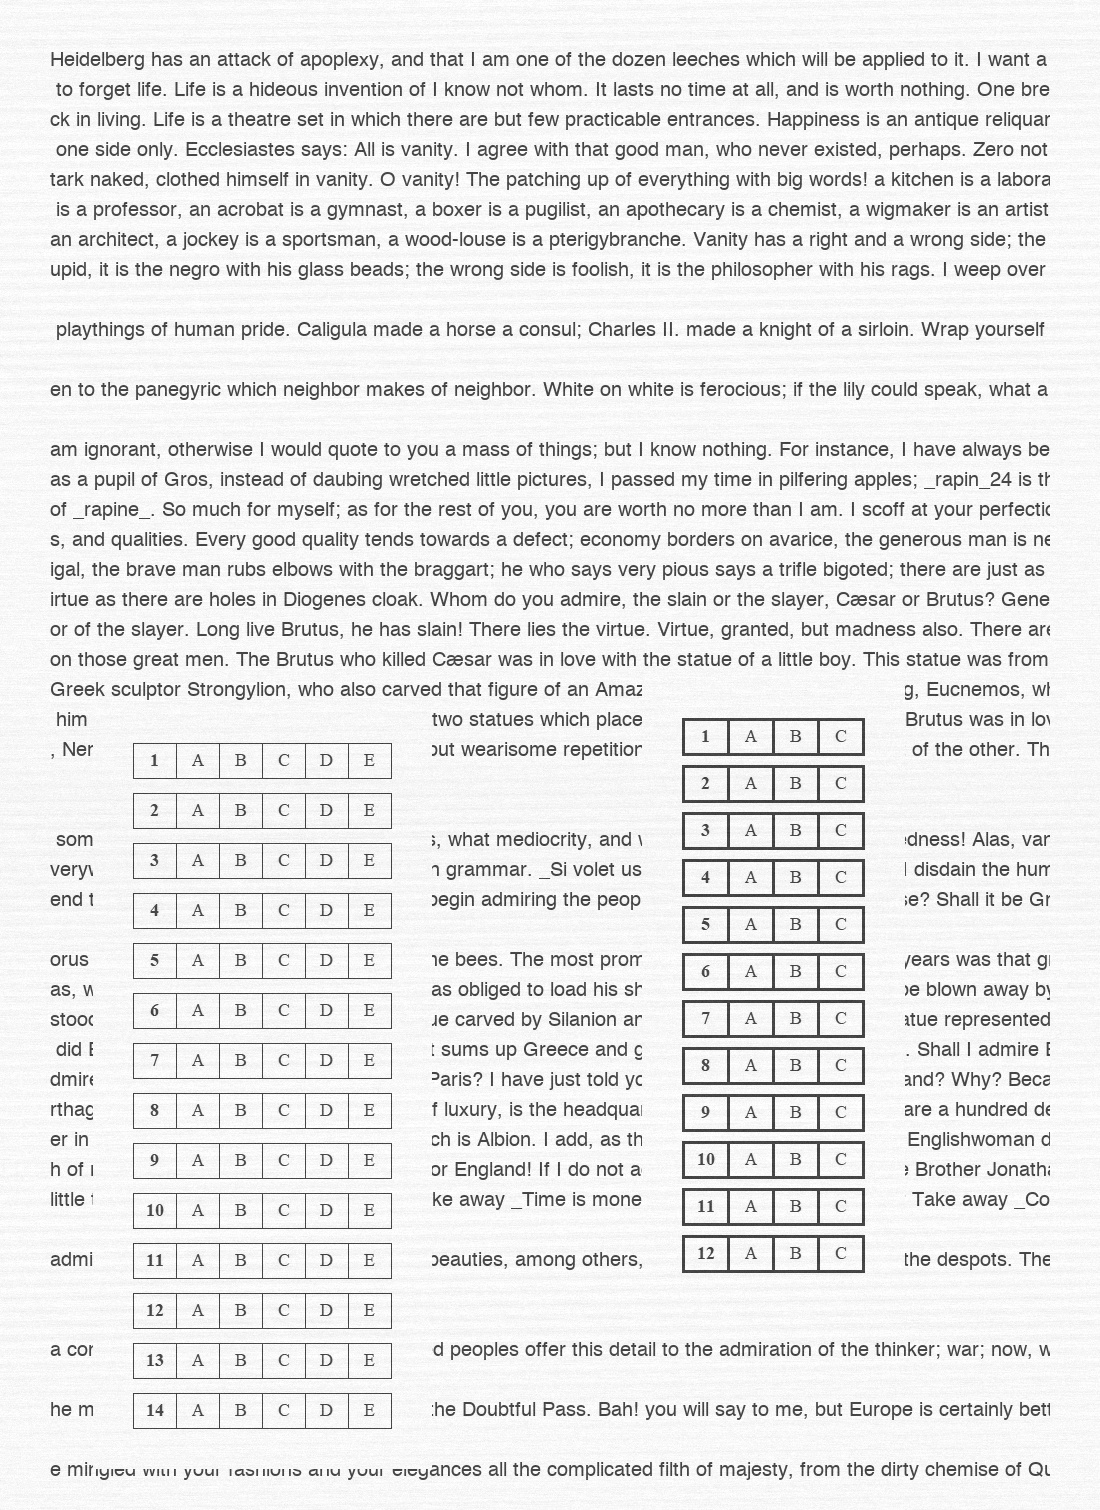 Heidelberg has an attack of apoplexy, and that I am one of the dozen leeches which will be applied to it. I want a
to forget life. Life is a hideous invention of I know not whom. It lasts no time at all, and is worth nothing. One bre
ck in living. Life is a theatre set in which there are but few practicable entrances. Happiness is an antique reliquar
one side only. Ecclesiastes says: All is vanity. I agree with that good man, who never existed, perhaps. Zero not
tark naked, clothed himself in vanity. O vanity! The patching up of everything with big words! a kitchen is a labora
is a professor, an acrobat is a gymnast, a boxer is a pugilist, an apothecary is a chemist, a wigmaker is an artist
an architect, a jockey is a sportsman, a wood-louse is a pterigybranche. Vanity has a right and a wrong side; the
upid, it is the negro with his glass beads; the wrong side is foolish, it is the philosopher with his rags. I weep over
playthings of human pride. Caligula made a horse a consul; Charles II. made a knight of a sirloin. Wrap yourself
en to the panegyric which neighbor makes of neighbor. White on white is ferocious; if the lily could speak, what a
am ignorant, otherwise I would quote to you a mass of things; but I know nothing. For instance, I have always be
as a pupil of Gros, instead of daubing wretched little pictures, I passed my time in pilfering apples; _rapin_24 is th
of _rapine_. So much for myself; as for the rest of you, you are worth no more than I am. I scoff at your perfectio
s, and qualities. Every good quality tends towards a defect; economy borders on avarice, the generous man is ne
igal, the brave man rubs elbows with the braggart; he who says very pious says a trifle bigoted; there are just as
irtue as there are holes in Diogenes cloak. Whom do you admire, the slain or the slayer, Cæsar or Brutus? Gene
or of the slayer. Long live Brutus, he has slain! There lies the virtue. Virtue, granted, but madness also. There are
on those great men. The Brutus who killed Cæsar was in love with the statue of a little boy. This statue was from
Greek sculptor Strongylion, who also carved that figure of an Amaz g, Eucnemos, wh
him two statues which place Brutus was in lov
, Ner but wearisome repetition of the other. Th
som s, what mediocrity, and w edness! Alas, van
veryw n grammar. _Si volet us I disdain the hum
end t begin admiring the peop se? Shall it be Gr
orus he bees. The most prom years was that gr
as, w as obliged to load his sh be blown away by
stood ue carved by Silanion an atue represented
did E t sums up Greece and g . Shall I admire E
dmire Paris? I have just told yo and? Why? Beca
rthag f luxury, is the headquar are a hundred de
er in ch is Albion. I add, as th Englishwoman d
h of r or England! If I do not a e Brother Jonatha
little t ke away _Time is mone Take away _Co
admi beauties, among others, the despots. The
a con d peoples offer this detail to the admiration of the thinker; war; now, w
he m the Doubtful Pass. Bah! you will say to me, but Europe is certainly bett
e mingled with your fashions and your elegances all the complicated filth of majesty, from the dirty chemise of Qu
1 A B C D E
2 A B C D E
3 A B C D E
4 A B C D E
5 A B C D E
6 A B C D E
7 A B C D E
8 A B C D E
9 A B C D E
10 A B C D E
11 A B C D E
12 A B C D E
13 A B C D E
14 A B C D E
1 A B C
2 A B C
3 A B C
4 A B C
5 A B C
6 A B C
7 A B C
8 A B C
9 A B C
10 A B C
11 A B C
12 A B C